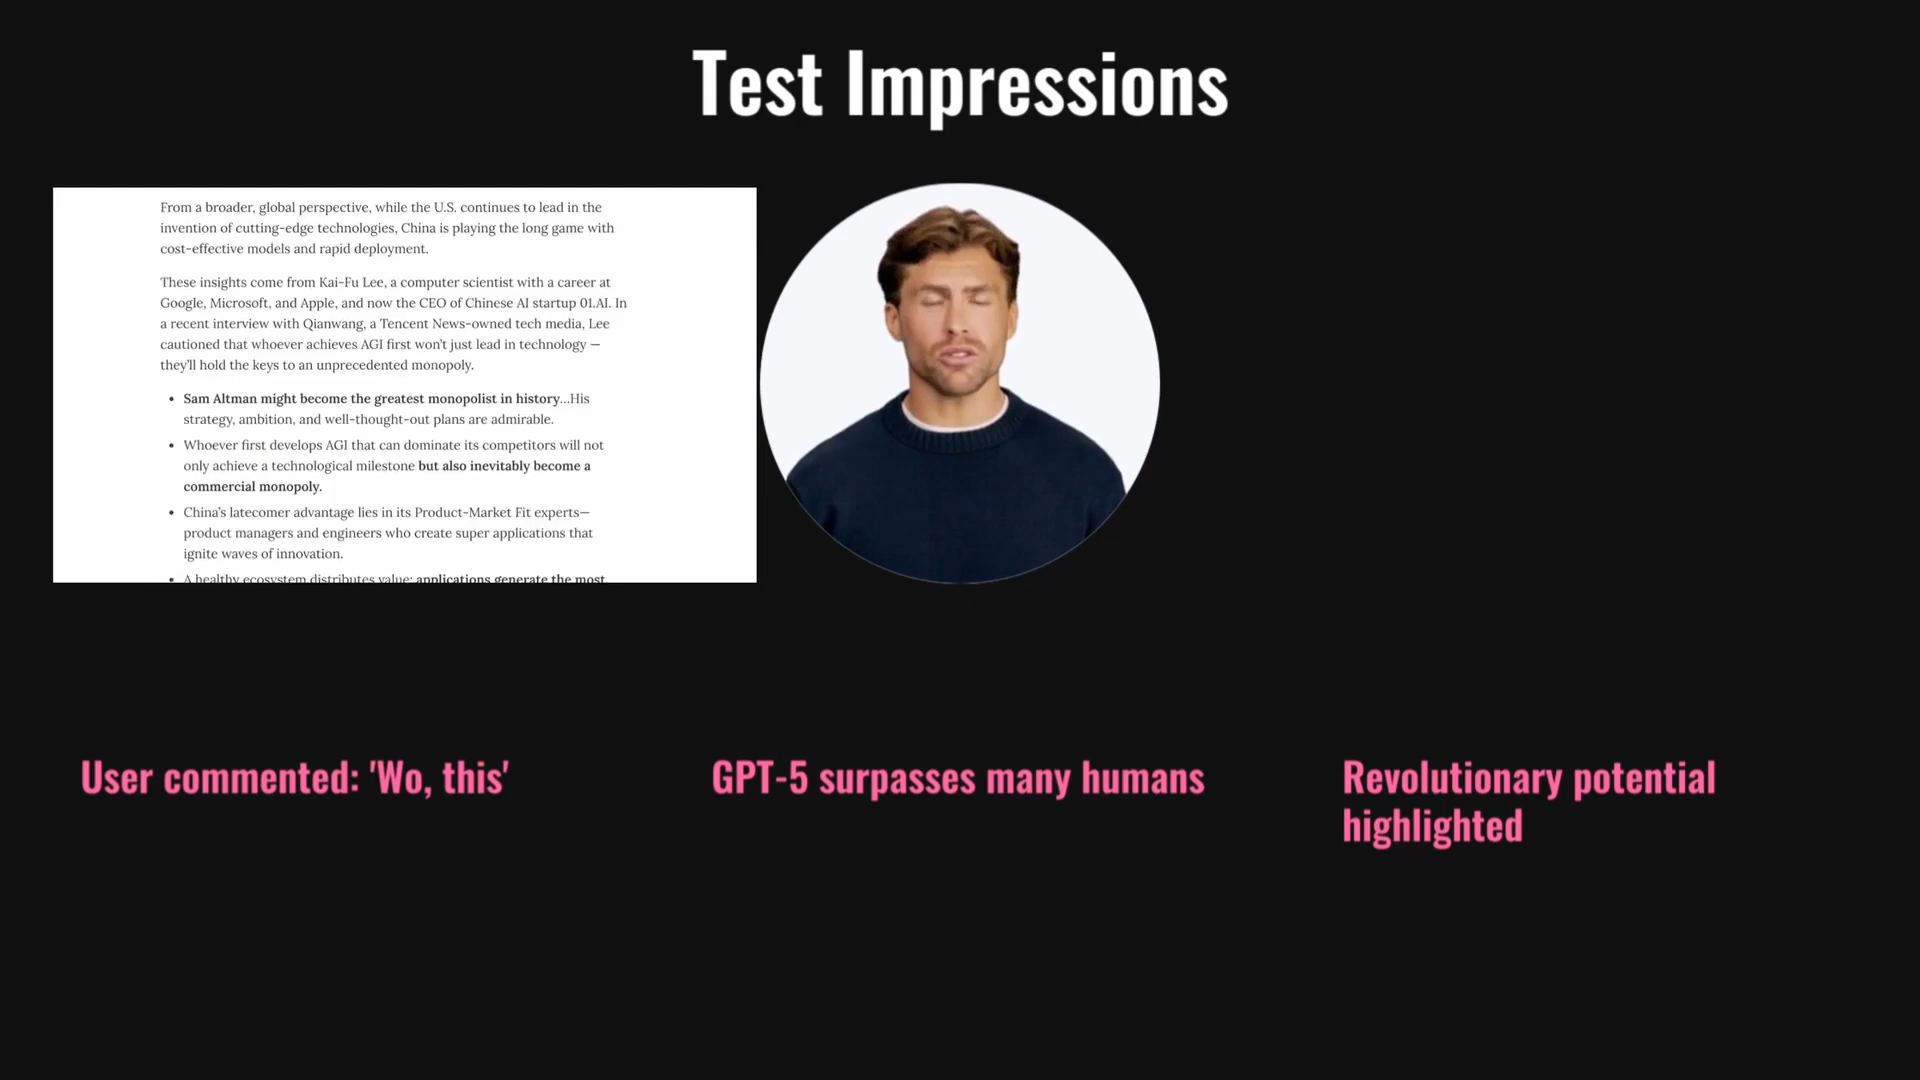 Test Impressions
From a broader, global perspective, while the U.S. continues to lead in the
invention of cutting-edge technologies, China is playing the long game with
cost-effective models and rapid deployment.
These insights come from Kai-Fu Lee, a computer scientist with a career at
Google, Microsoft, and Apple, and now the CEO of Chinese AI startup 01.AI. In
a recent interview with Qianwang, a Tencent News-owned tech media, Lee
cautioned that whoever achieves AGI first won't just lead in technology —
they'll hold the keys to an unprecedented monopoly.
• Sam Altman might become the greatest monopolist in history...His
strategy, ambition, and well-thought-out plans are admirable.
• Whoever first develops AGI that can dominate its competitors will not
only achieve a technological milestone but also inevitably become a
commercial monopoly.
• China's latecomer advantage lies in its Product-Market Fit experts—
product managers and engineers who create super applications that
ignite waves of innovation.
• A healthy ecosystem distributes value: applications generate the most
User commented: 'Wo, this'
GPT-5 surpasses many humans
Revolutionary potential
highlighted